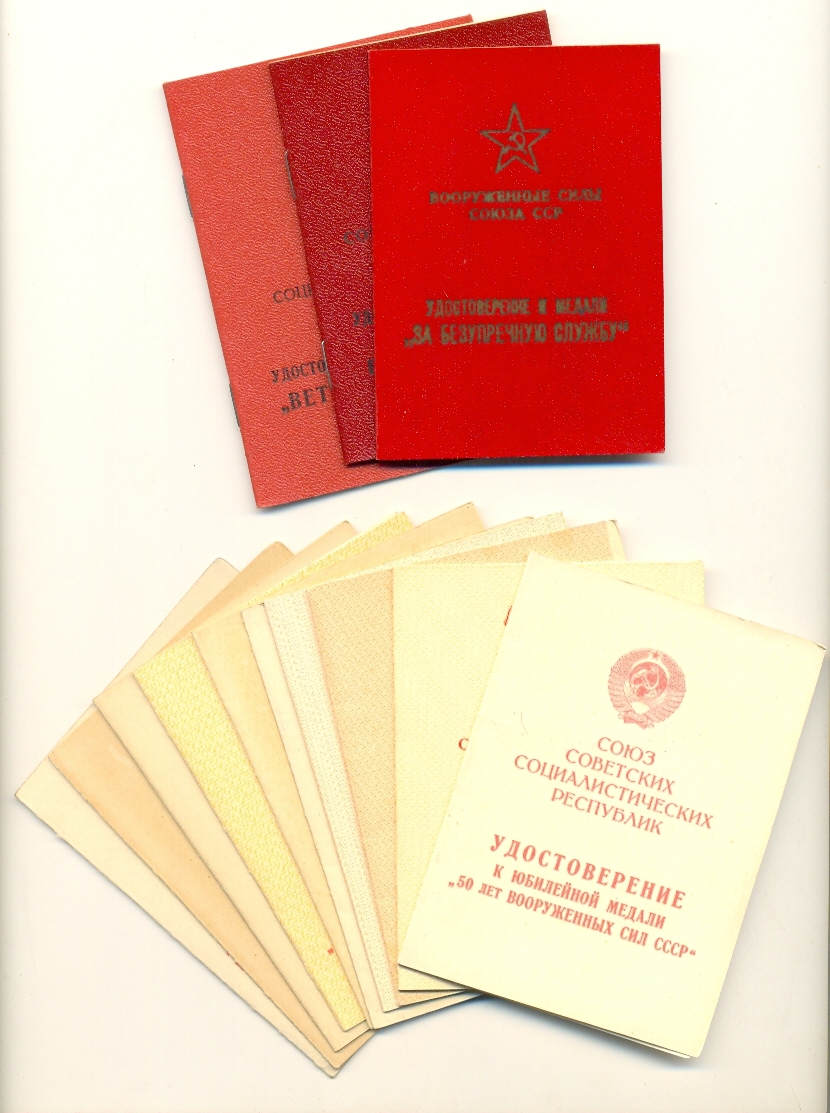 ВООРУЖЕННЫЕ СИЛЫ
СОЮЗА ССР
УДОСТОВЕРЕНИЕ К МЕДАЛИ
„ЗА БЕЗУПРЕЧНУЮ СЛУЖБУ“
СОЦ
УДОСТО
„ВЕТ
СОЮЗ
СОВЕТСКИХ
СОЦИАЛИСТИЧЕСКИХ
РЕСПУБЛИК
УДОСТОВЕРЕНИЕ
К ЮБИЛЕЙНОЙ МЕДАЛИ
„50 ЛЕТ ВООРУЖЕННЫХ СИЛ СССР“